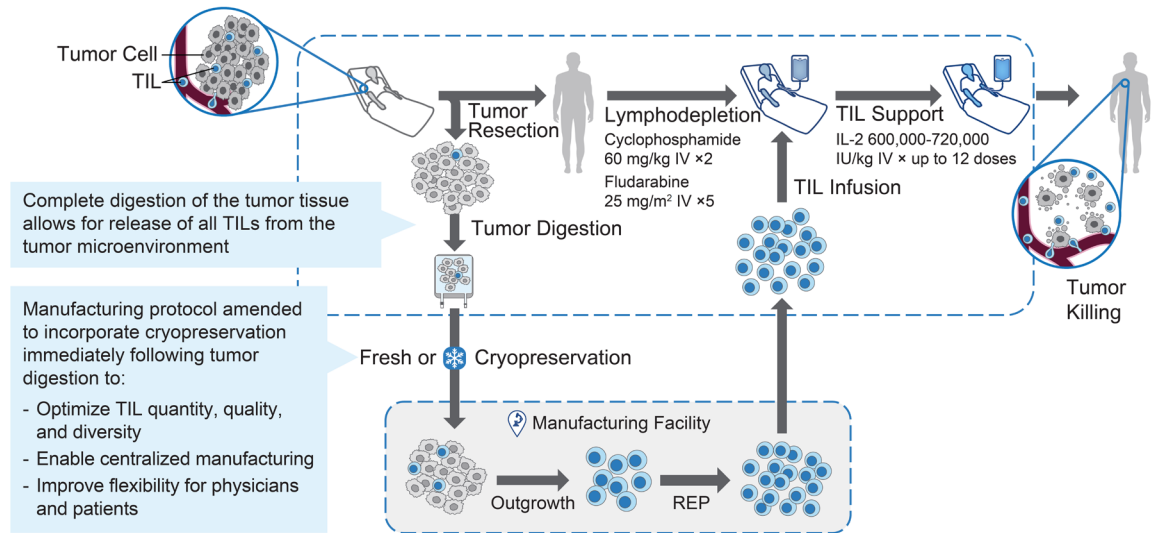 Tumor Cell
TIL
Tumor
Resection
Lymphodepletion
Cyclophosphamide
60 mg/kg IV ×2
Fludarabine
25 mg/m² IV ×5
TIL Support
IL-2 600,000-720,000
IU/kg IV × up to 12 doses
TIL Infusion
Complete digestion of the tumor tissue
allows for release of all TILs from the
tumor microenvironment
Tumor Digestion
Tumor
Killing
Manufacturing protocol amended
to incorporate cryopreservation
immediately following tumor
digestion to:
- Optimize TIL quantity, quality,
and diversity
- Enable centralized manufacturing
- Improve flexibility for physicians
and patients
Fresh or Cryopreservation
Manufacturing Facility
Outgrowth
REP